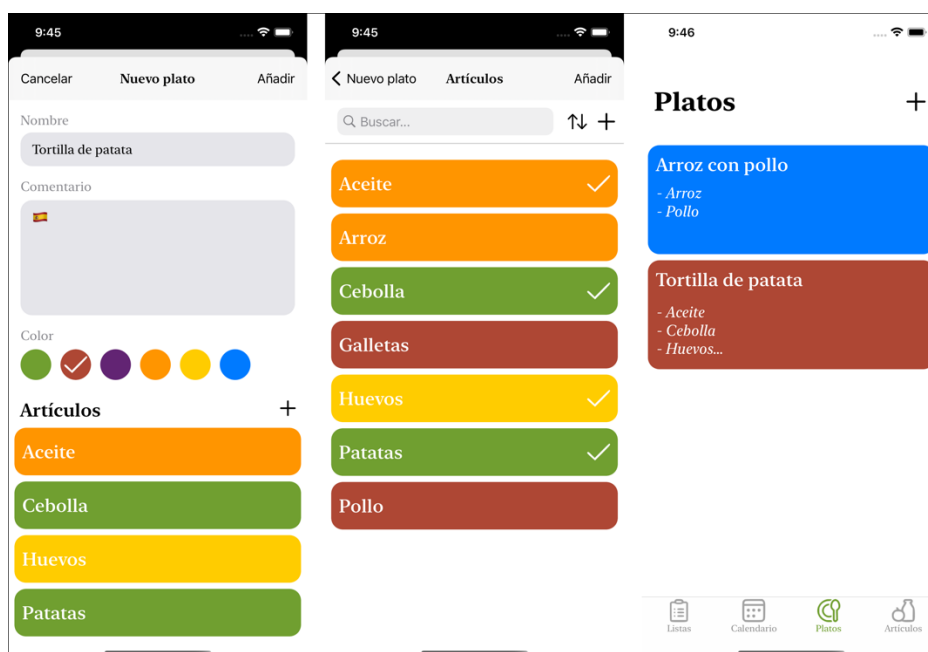 9:45
Cancelar
Nuevo plato
Añadir
Nombre
Tortilla de patata
Comentario
Color
Artículos
Aceite
Cebolla
Huevos
Patatas
9:45
Nuevo plato
Artículos
Añadir
Buscar...
Aceite
Arroz
Cebolla
Galletas
Huevos
Patatas
Pollo
9:46
Platos
Arroz con pollo
- Arroz
- Pollo
Tortilla de patata
- Aceite
- Cebolla
- Huevos...
Listas
Calendario
Platos
Artículos